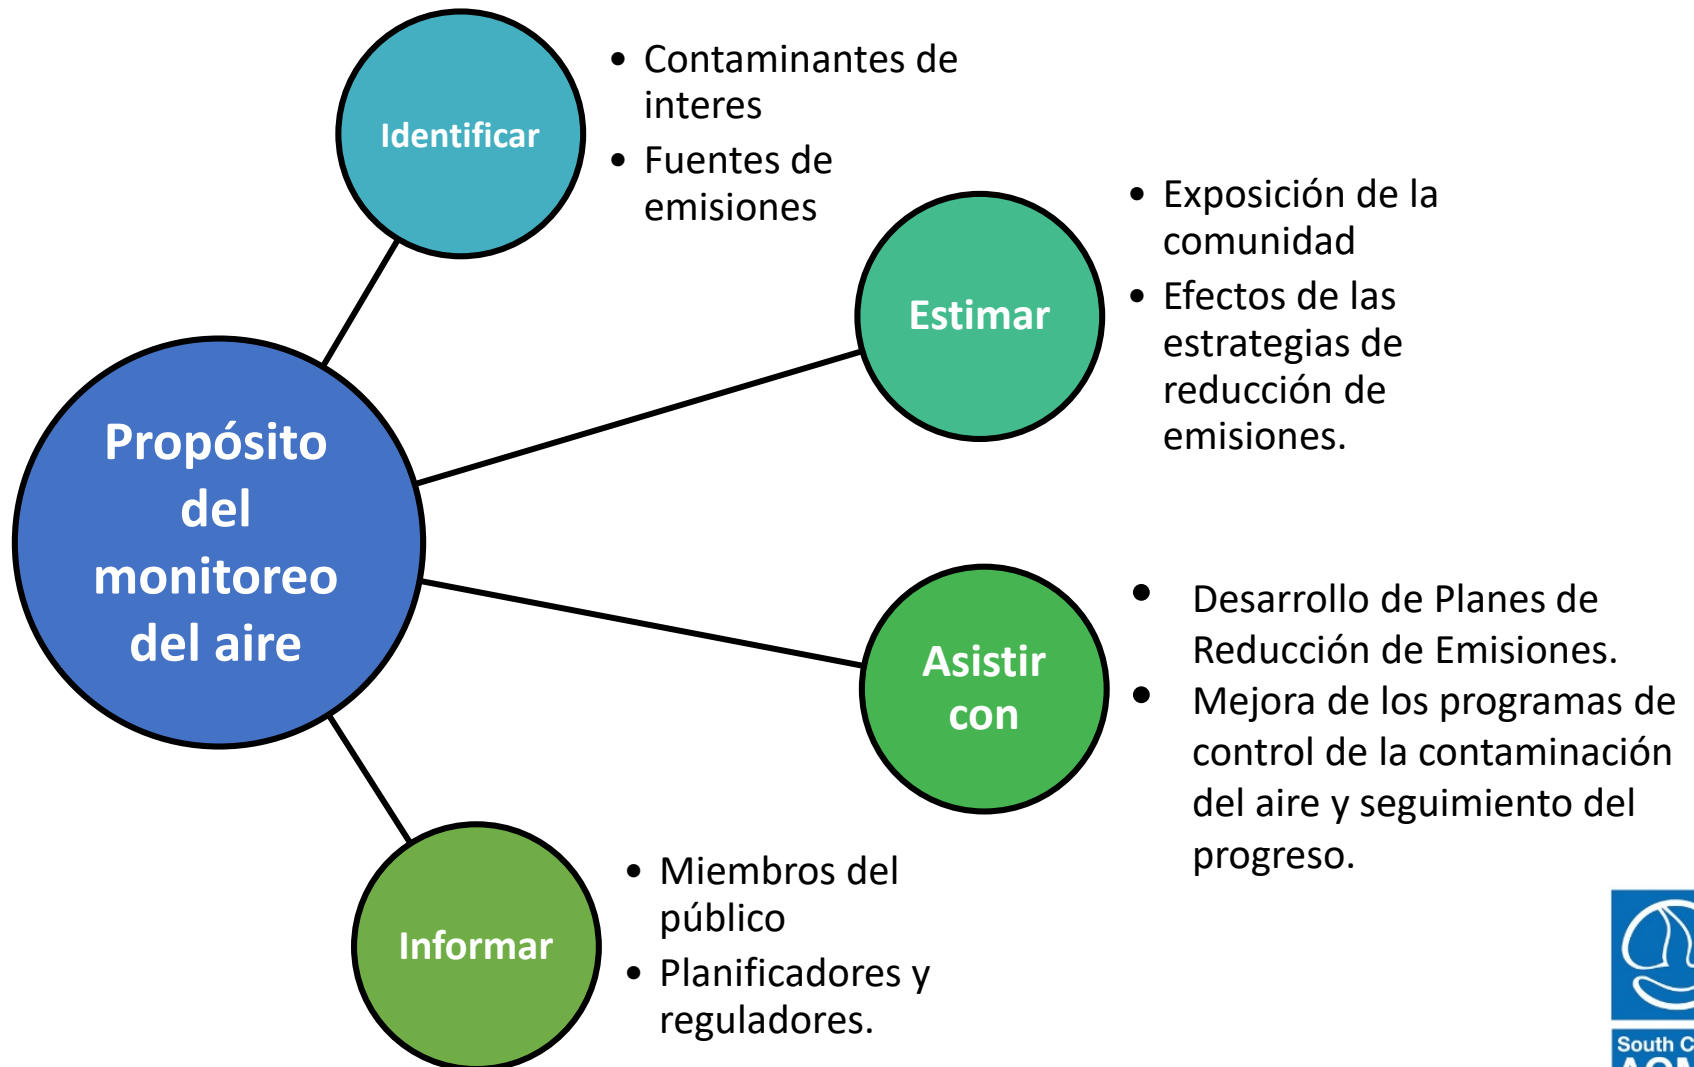 Propósito
del
monitoreo
del aire
Identificar
• Contaminantes de
interes
• Fuentes de
emisiones
Estimar
• Exposición de la
comunidad
• Efectos de las
estrategias de
reducción de
emisiones.
Asistir
con
• Desarrollo de Planes de
Reducción de Emisiones.
• Mejora de los programas de
control de la contaminación
del aire y seguimiento del
progreso.
Informar
• Miembros del
público
• Planificadores y
reguladores.
South